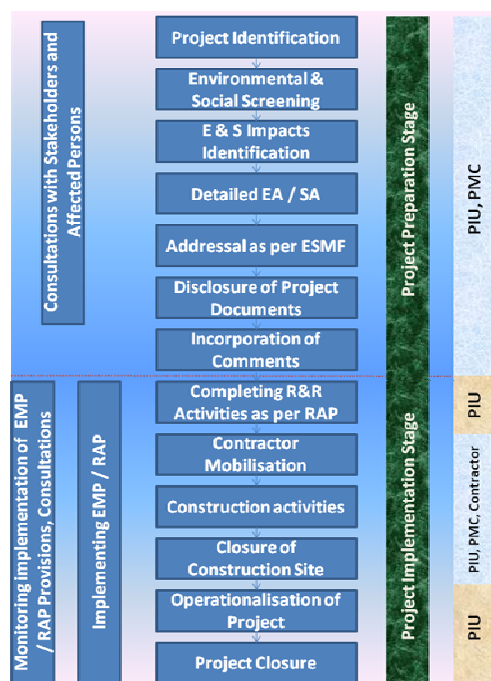 Project Identification
Environmental &
Social Screening
E & S Impacts
Identification
Detailed EA / SA
Addressal as per ESMF
Disclosure of Project
Documents
Incorporation of
Comments
Completing R&R
Activities as per RAP
Contractor
Mobilisation
Construction activities
Closure of
Construction Site
Operationalisation of
Project
Project Closure
Consultations with Stakeholders and
Affected Persons
Monitoring implementation of EMP
/ RAP Provisions, Consultations
Implementing EMP / RAP
Project Preparation Stage
Project Implementation Stage
PIU, PMC
PIU
PIU, PMC, Contractor
PIU